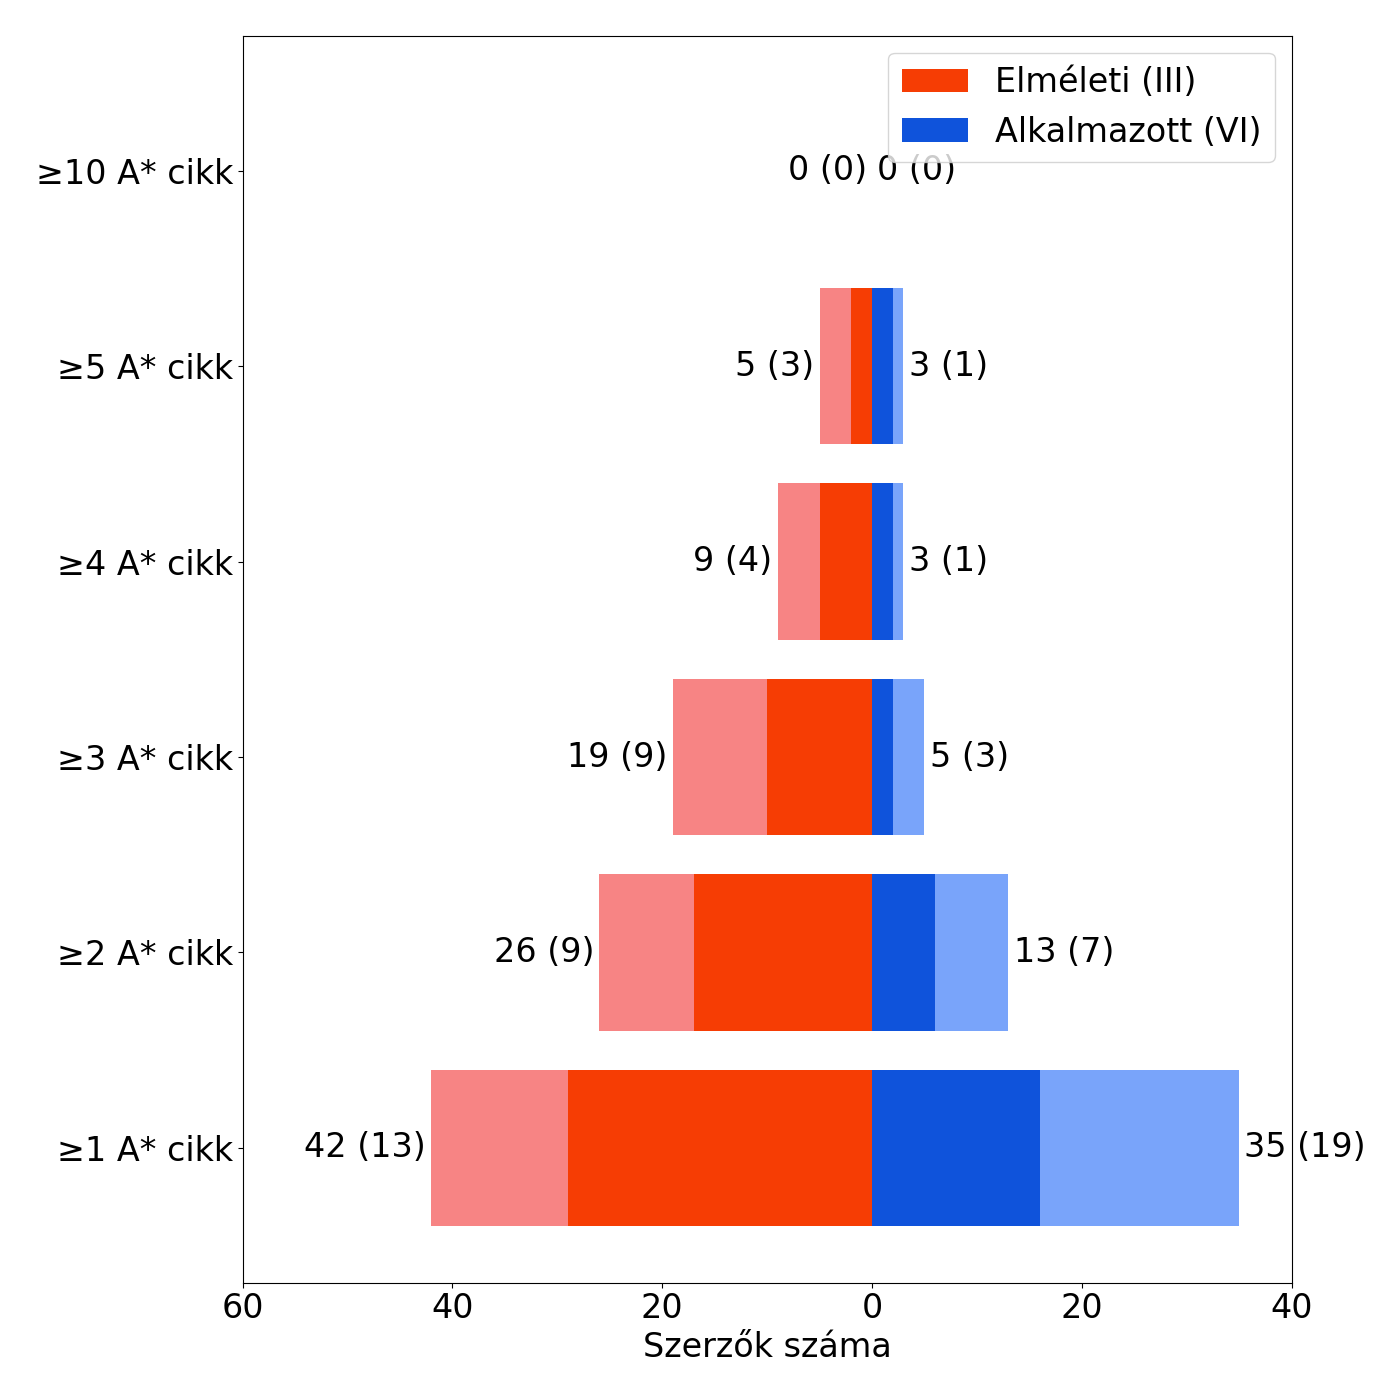 Elméleti (III)
Alkalmazott (VI)
≥10 A* cikk
0 (0) 0 (0)
≥5 A* cikk
5 (3)
3 (1)
≥4 A* cikk
9 (4)
3 (1)
≥3 A* cikk
19 (9)
5 (3)
≥2 A* cikk
26 (9)
13 (7)
≥1 A* cikk
42 (13)
35 (19)
60 40 20 0 20 40
Szerzők száma